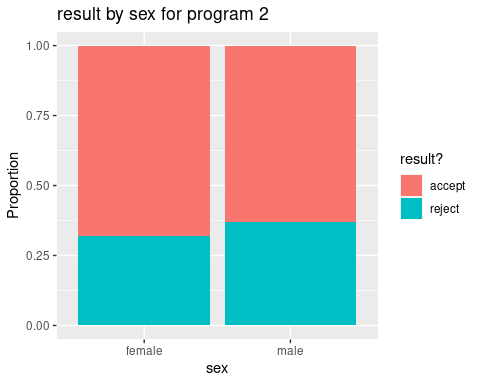 result by sex for program 2
Proportion
1.00
0.75
0.50
0.25
0.00
female
male
sex
result?
accept
reject